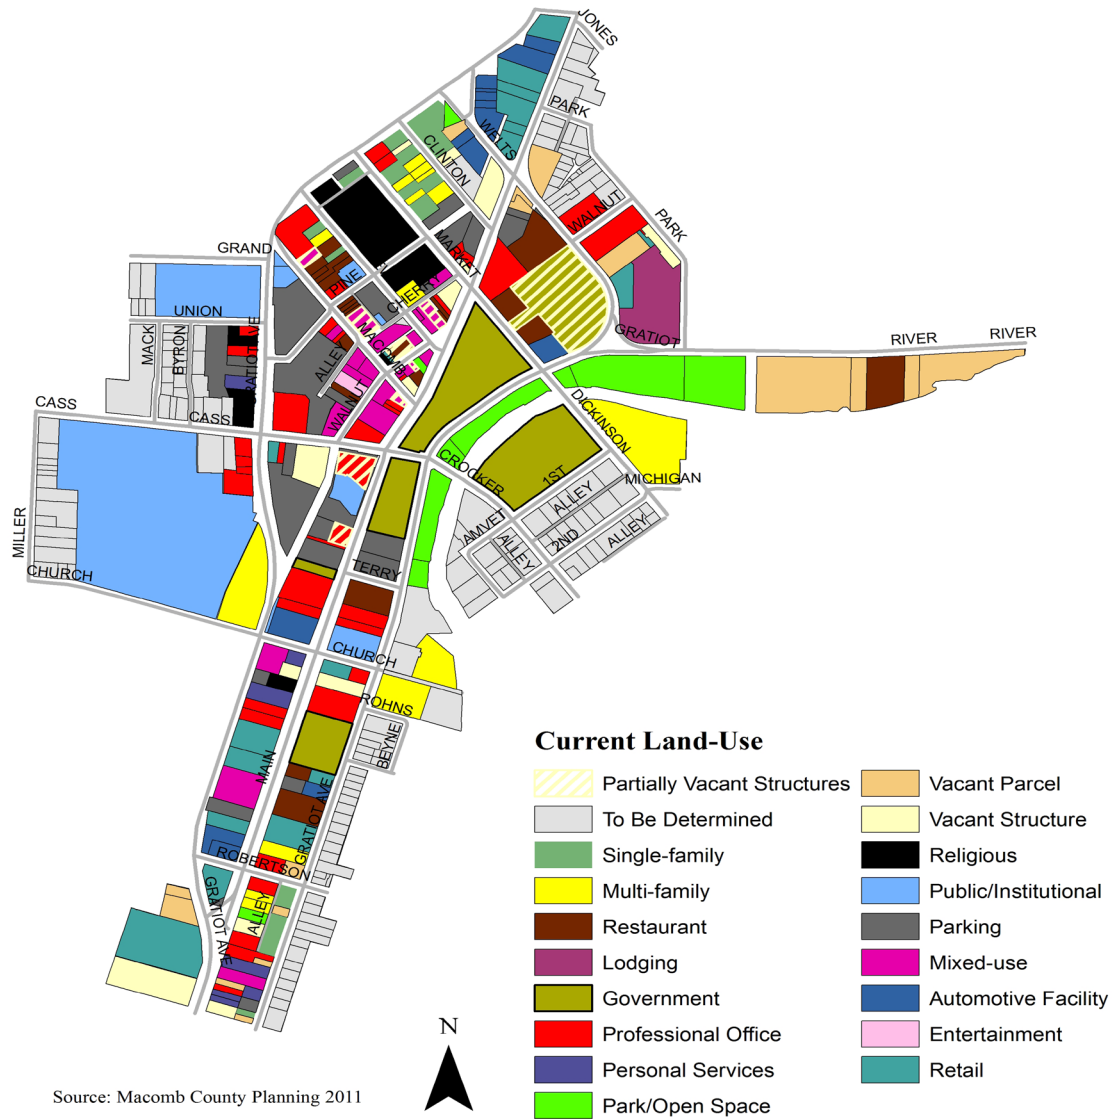 JONES
PARK
WELTS
CLINTON
WALNUT
PARK
MARKET
GRAND
PINE
CHERRY
UNION
GRATIOT
RIVER
RIVER
MACK
BYRON
GRATIOT AVE
ALLEY
MACOMB
WALNUT
CASS
CASS
DICKINSON
CROCKER
1ST
MICHIGAN
ALLEY
AMVET
ALLEY
2ND
ALLEY
MILLER
CHURCH
TERRY
CHURCH
ROHNS
BEYNE
MAIN
GRATIOT AVE
ROBERTSON
GRATIOT AVE
ALLEY
Current Land-Use
Partially Vacant Structures
To Be Determined
Single-family
Multi-family
Restaurant
Lodging
Government
Professional Office
Personal Services
Park/Open Space
Vacant Parcel
Vacant Structure
Religious
Public/Institutional
Parking
Mixed-use
Automotive Facility
Entertainment
Retail
N
Source: Macomb County Planning 2011